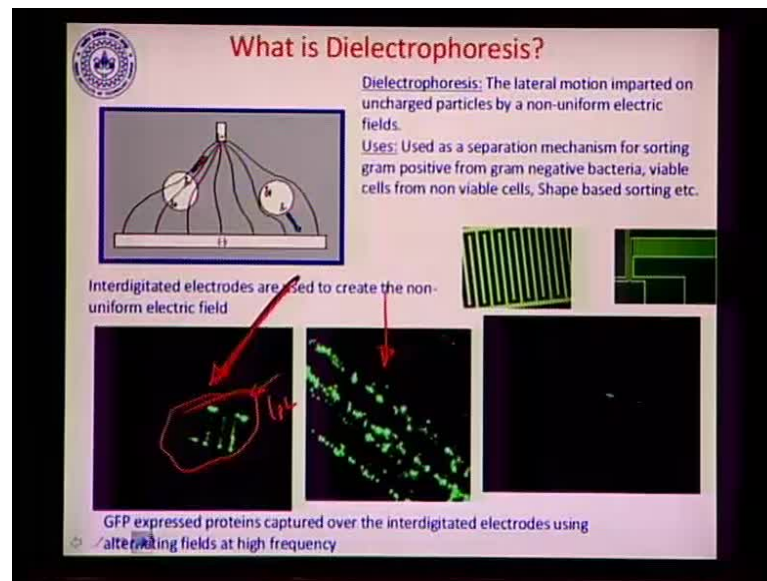 What is Dielectrophoresis?
Dielectrophoresis: The lateral motion imparted on
uncharged particles by a non-uniform electric
fields.
Uses: Used as a separation mechanism for sorting
gram positive from gram negative bacteria, viable
cells from non viable cells, Shape based sorting etc.
Interdigitated electrodes are used to create the non-
uniform electric field
GFP expressed proteins captured over the interdigitated electrodes using
alternating fields at high frequency